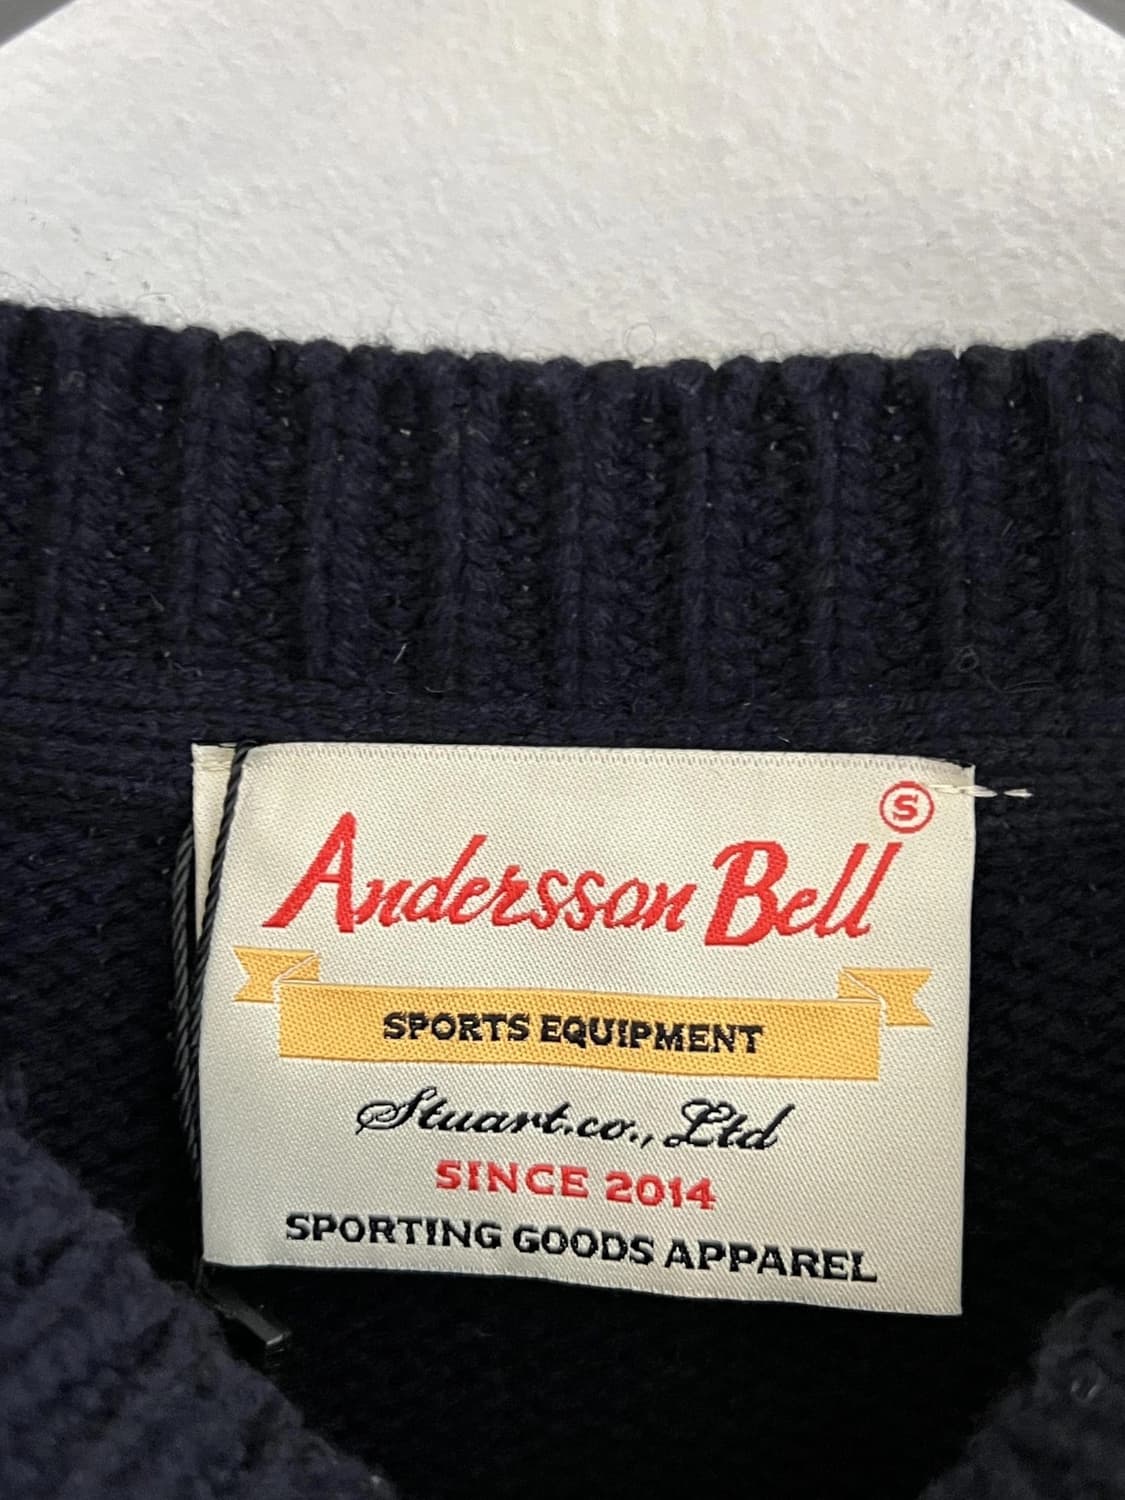 S
Andersson Bell
SPORTS EQUIPMENT
Stuart.co., Ltd
SINCE 2014
SPORTING GOODS APPAREL